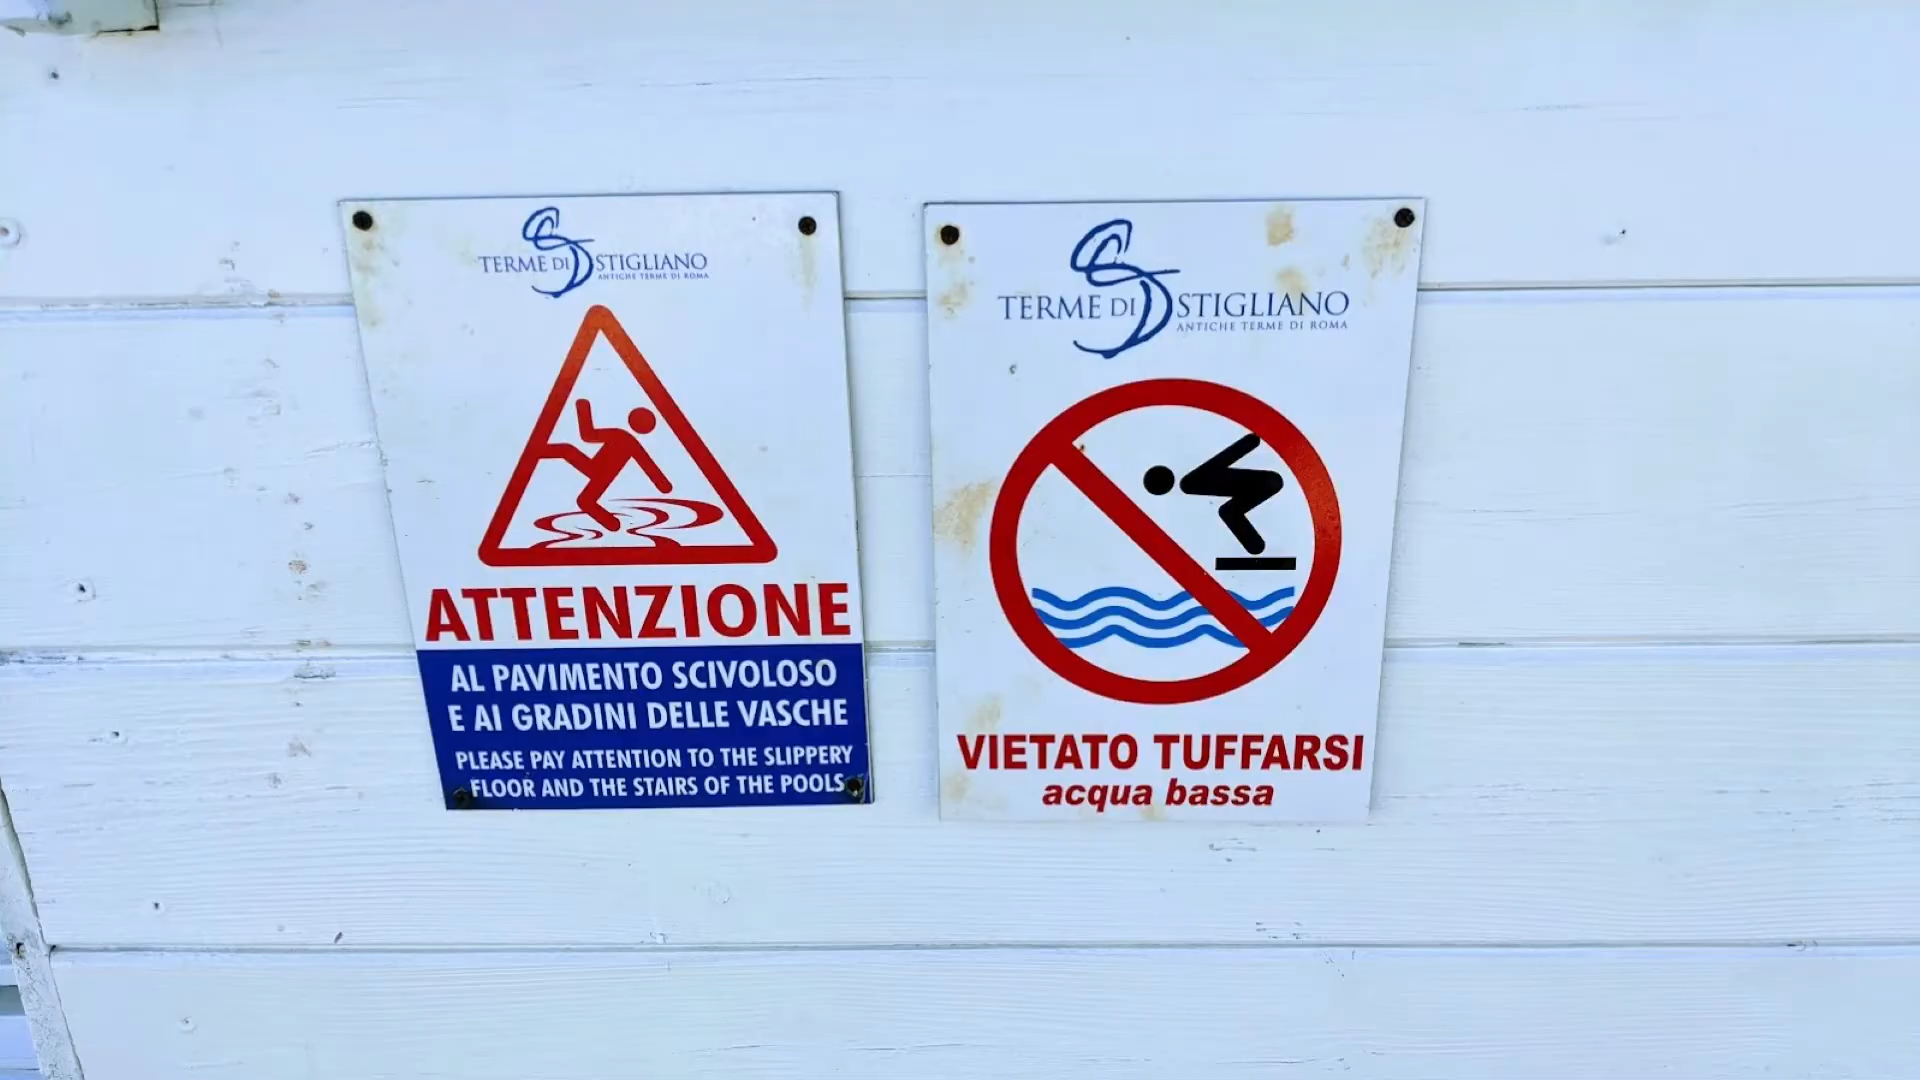 TERME DI STIGLIANO
ANTICHE TERME DI ROMA
ATTENZIONE
AL PAVIMENTO SCIVOLOSO
E AI GRADINI DELLE VASCHE
PLEASE PAY ATTENTION TO THE SLIPPERY
FLOOR AND THE STAIRS OF THE POOLS
TERME DI STIGLIANO
ANTICHE TERME DI ROMA
VIETATO TUFFARSI
acqua bassa